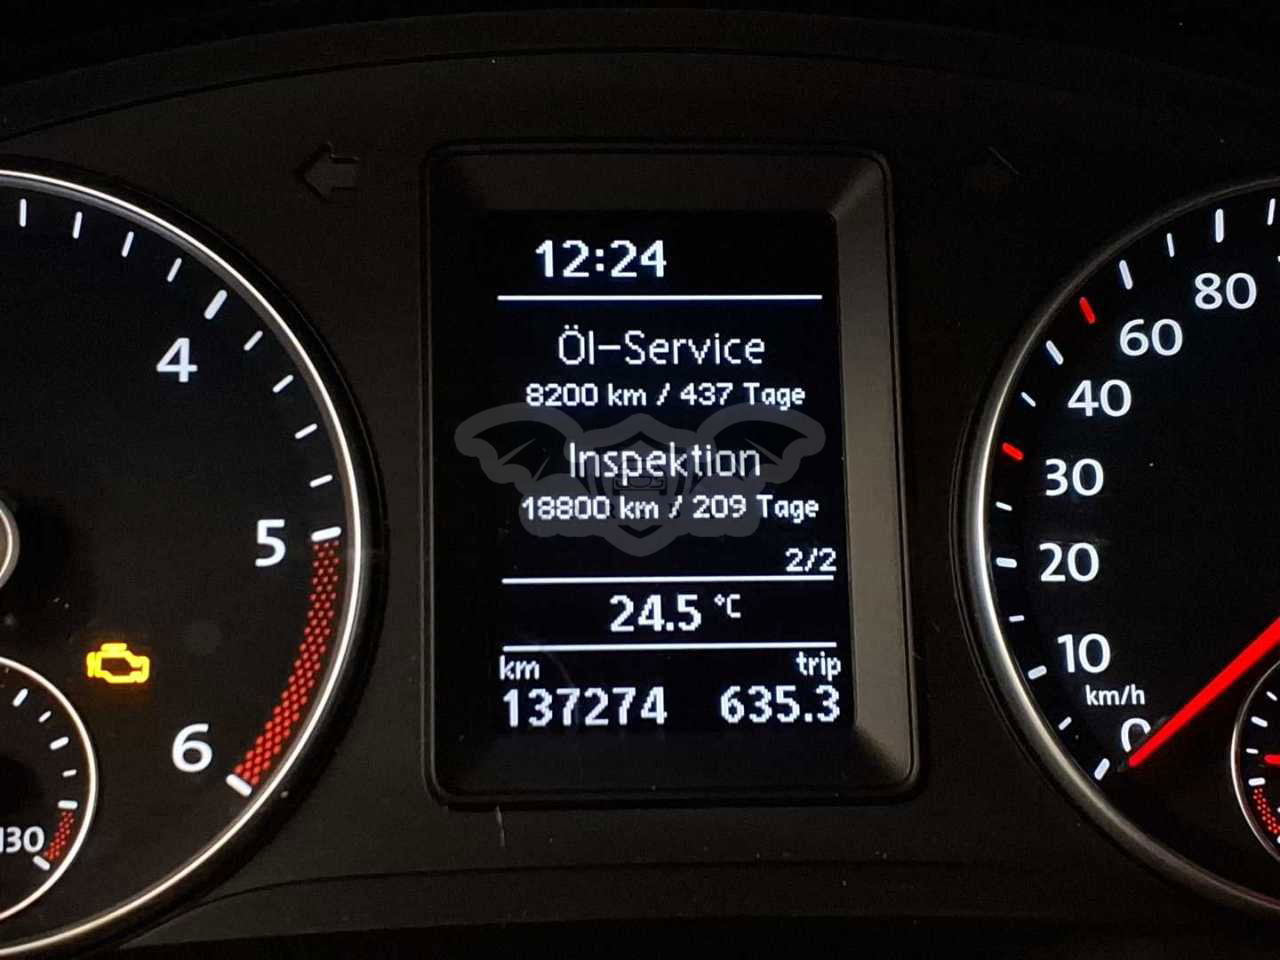 12:24
Öl-Service
8200 km / 437 Tage
Inspektion
18800 km / 209 Tage
2/2
24.5 °C
km trip
137274 635.3
4
5
6
130
80
60
40
30
20
10
km/h
0